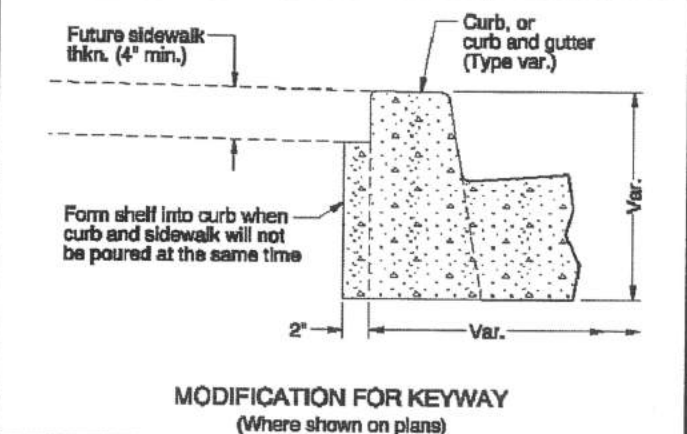 Future sidewalk
thkn. (4" min.)
Curb, or
curb and gutter
(Type var.)
Var.
Form shelf into curb when
curb and sidewalk will not
be poured at the same time
2"
Var.
MODIFICATION FOR KEYWAY
(Where shown on plans)